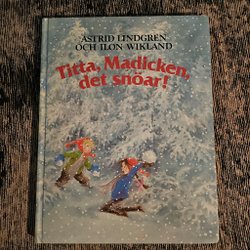 ASTRID LINDGREN
OCH ILON WIKLAND
Titta, Madicken,
det snöar!